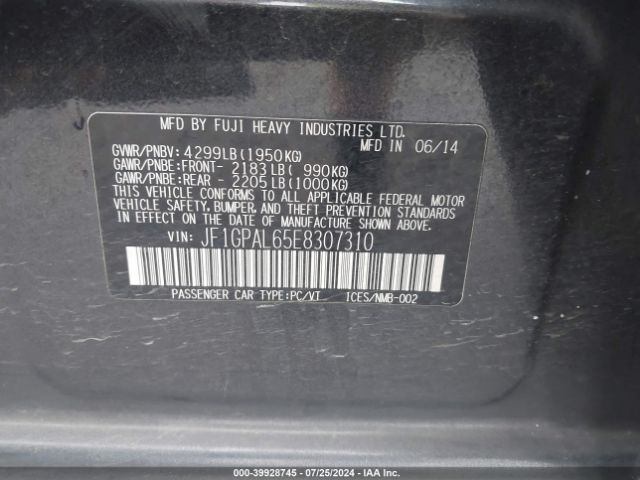 MFD BY FUJI HEAVY INDUSTRIES LTD.
MFD IN 06/14
GVWR/PNBV: 4299LB(1950KG)
GAWR/PNBE:FRONT- 2183LB( 990KG)
GAWR/PNBE:REAR - 2205LB(1000KG)
THIS VEHICLE CONFORMS TO ALL APPLICABLE FEDERAL MOTOR
VEHICLE SAFETY, BUMPER, AND THEFT PREVENTION STANDARDS
IN EFFECT ON THE DATE OF MANUFACTURE SHOWN ABOVE.
VIN: JF1GPAL65E8307310
PASSENGER CAR TYPE:PC/VT ICES/NMB-002
000-39928745 - 07/25/2024 - IAA Inc.